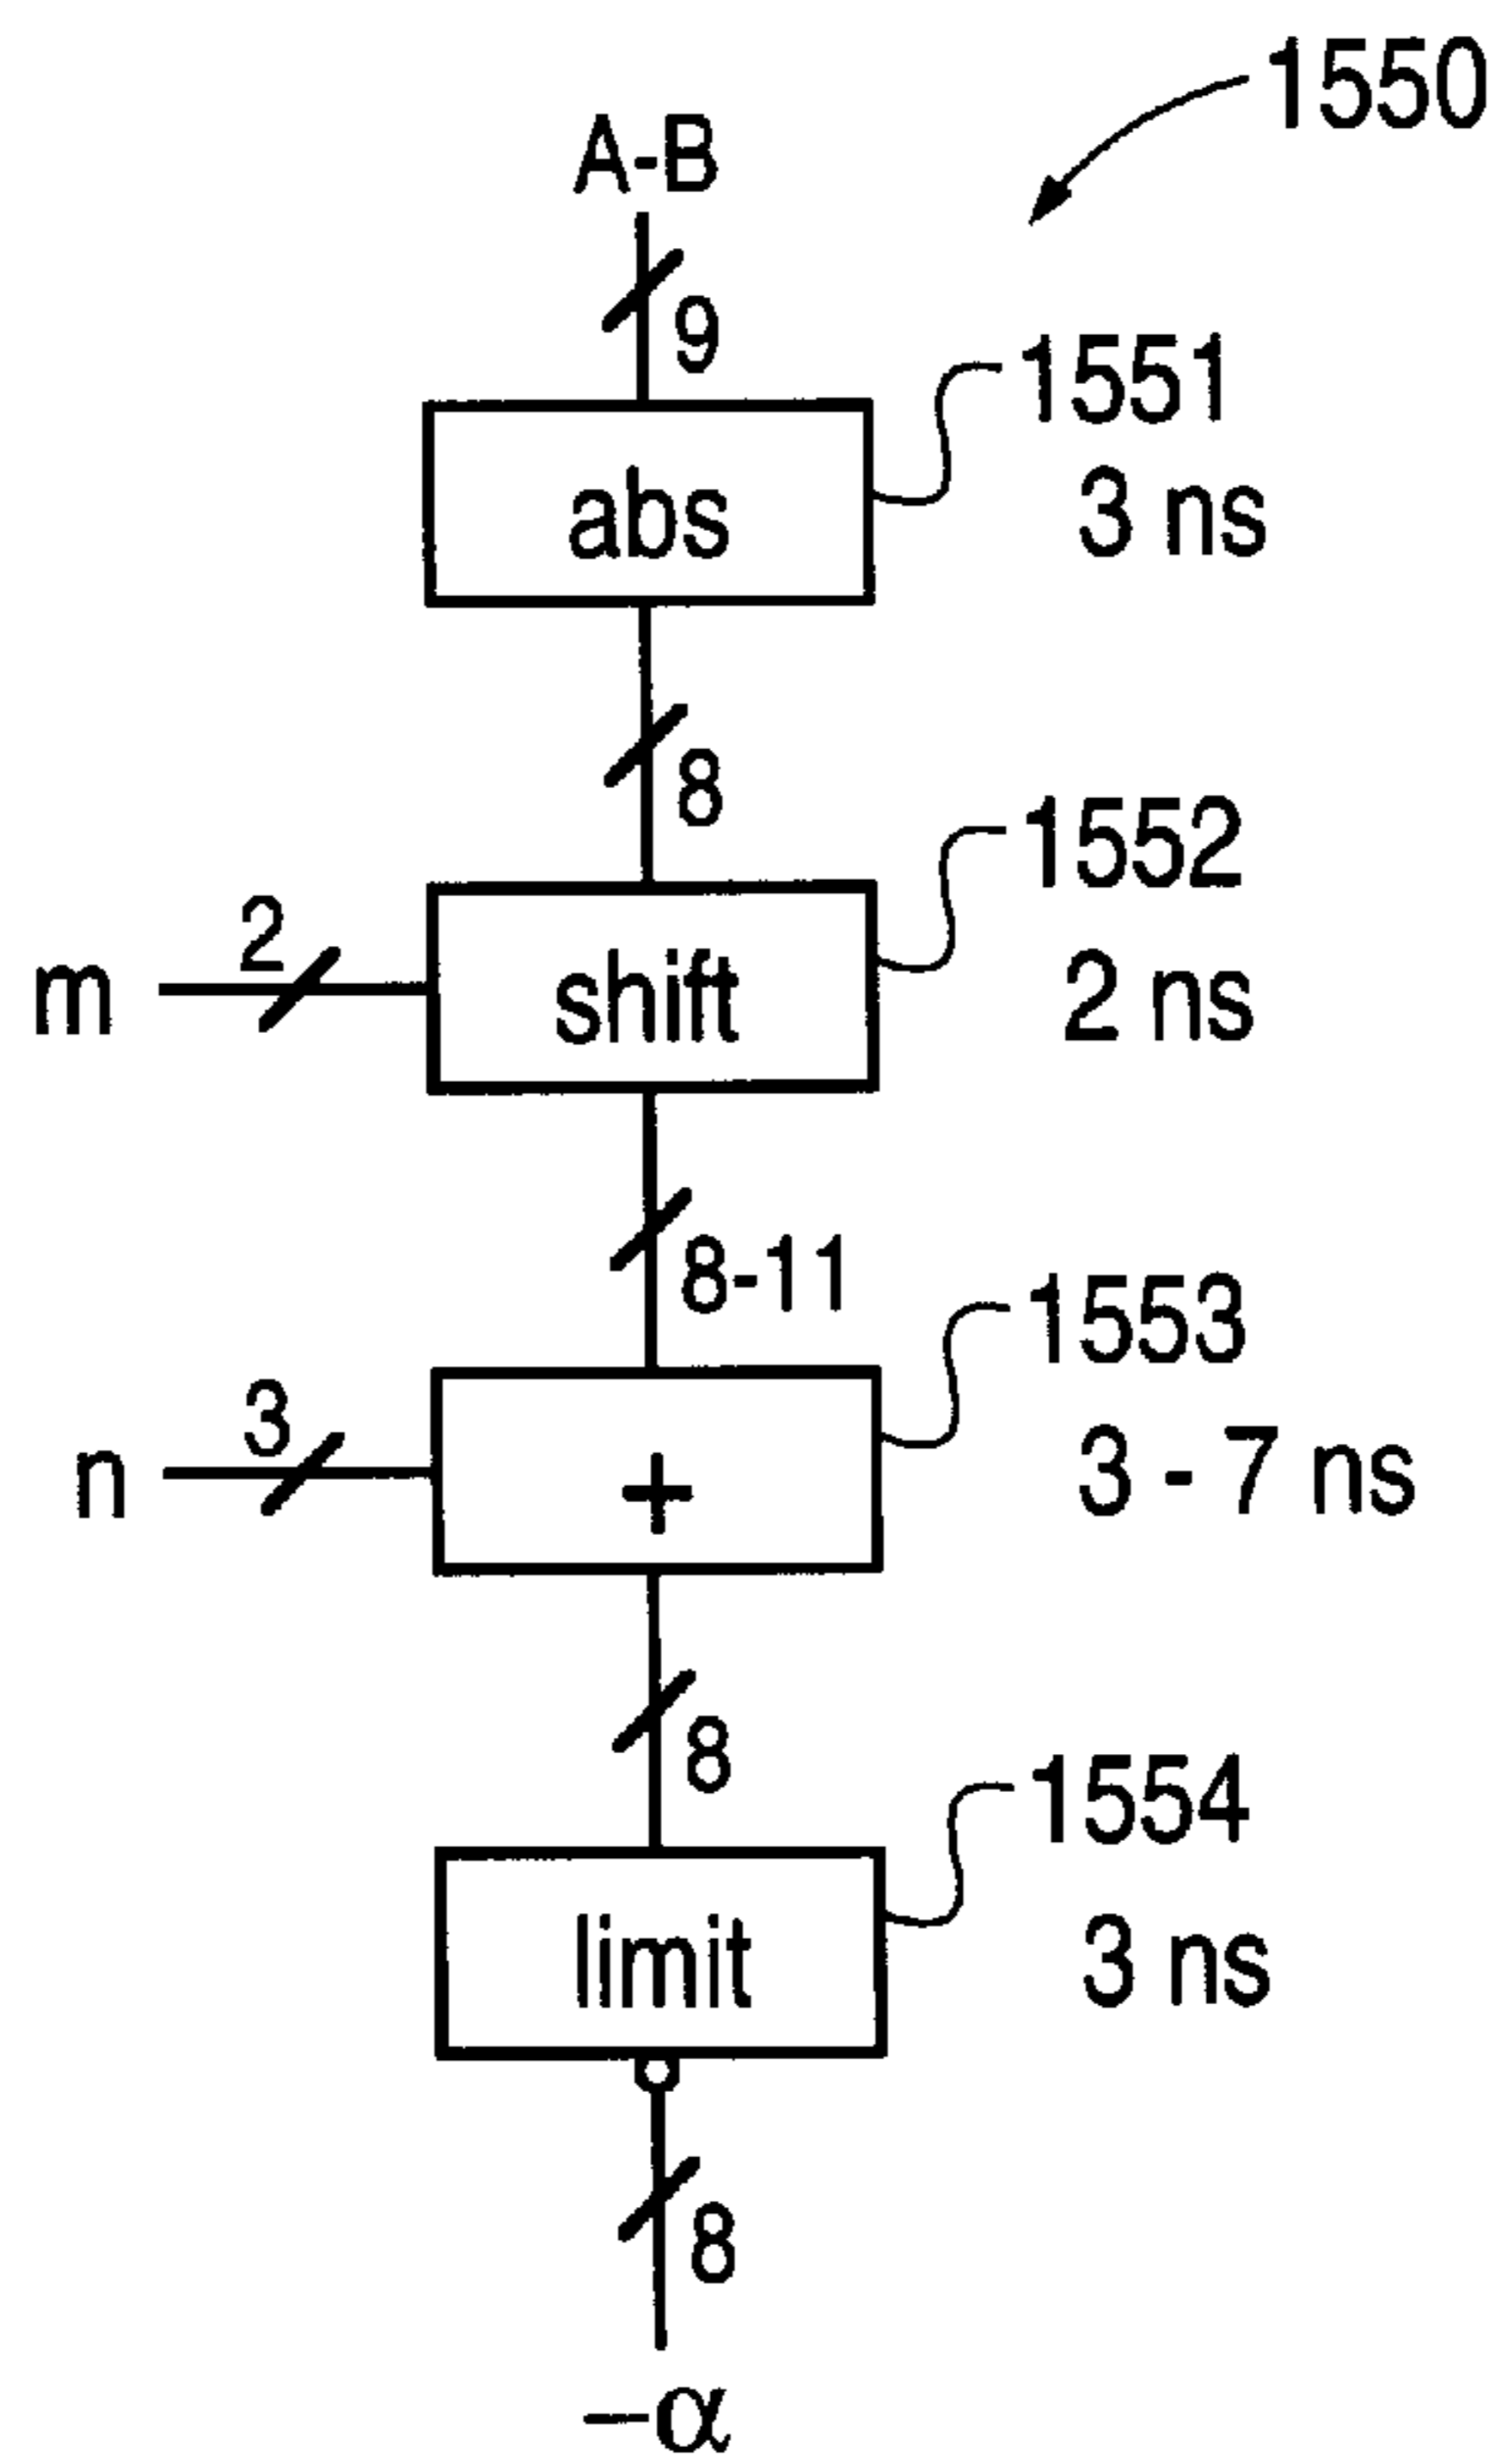 1550
A-B
9
1551
abs
3 ns
8
1552
2
m
shift
2 ns
8-11
1553
3
n
+
3 - 7 ns
8
1554
limit
3 ns
8
–α